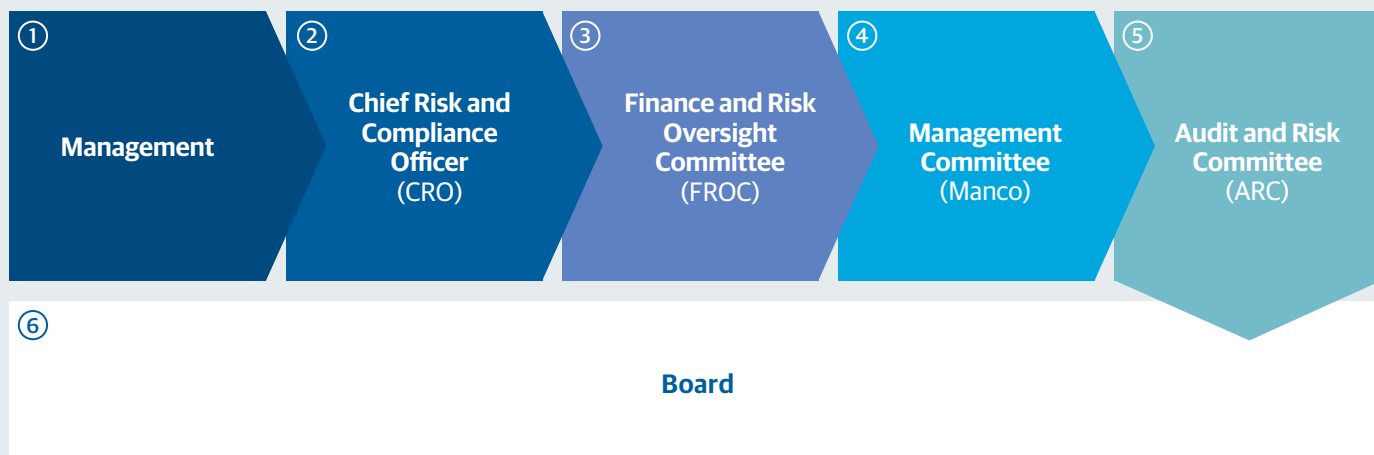 ①
Management
②
Chief Risk and
Compliance
Officer
(CRO)
③
Finance and Risk
Oversight
Committee
(FROC)
④
Management
Committee
(Manco)
⑤
Audit and Risk
Committee
(ARC)
⑥
Board